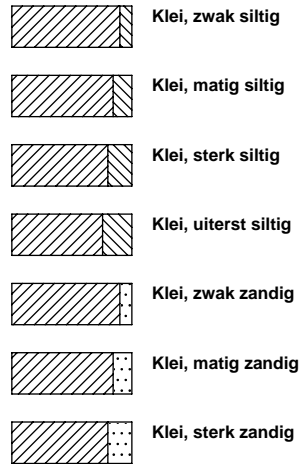 Klei, zwak siltig
Klei, matig siltig
Klei, sterk siltig
Klei, uiterst siltig
Klei, zwak zandig
Klei, matig zandig
Klei, sterk zandig